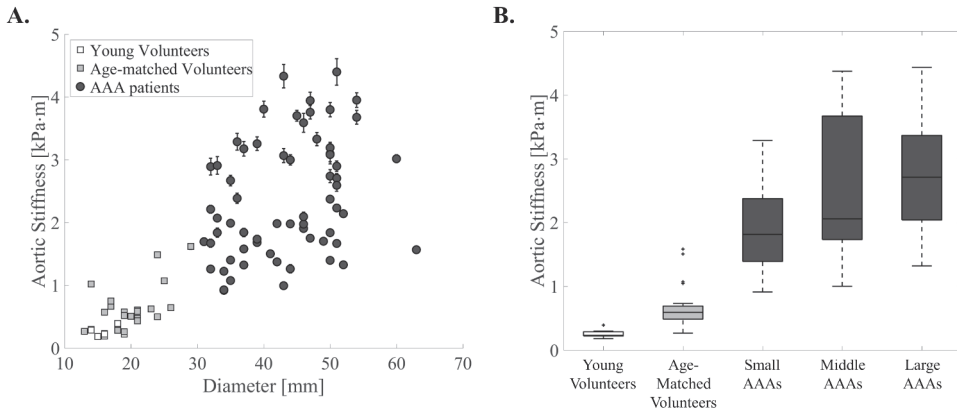 A.
5
4
3
2
1
0
Aortic Stiffness [kPa·m]
Young Volunteers
Age-matched Volunteers
AAA patients
10
20
30
40
50
60
70
Diameter [mm]
B.
5
4
3
2
1
0
Aortic Stiffness [kPa·m]
Young
Volunteers
Age-
Matched
Volunteers
Small
AAAs
Middle
AAAs
Large
AAAs